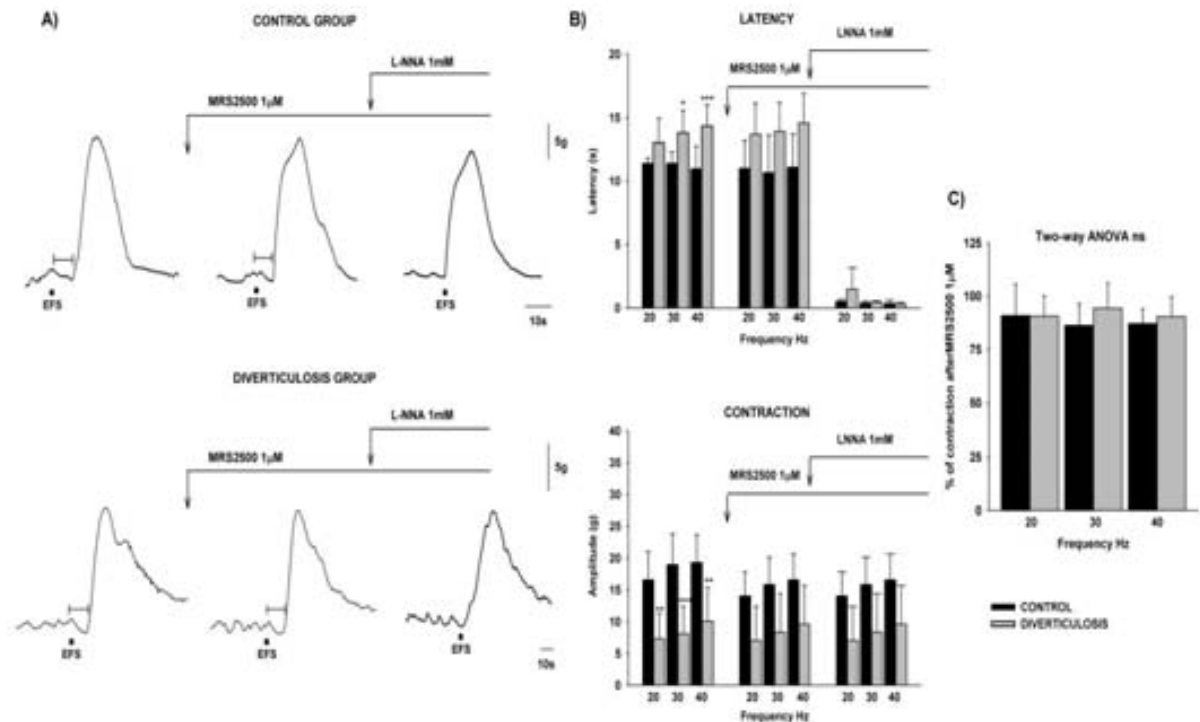 A)
CONTROL GROUP
L-NNA 1mM
MRS2500 1µM
5g
EFS
EFS
EFS
10s
DIVERTICULOSIS GROUP
L-NNA 1mM
MRS2500 1µM
5g
EFS
EFS
EFS
10s
B)
LATENCY
LNNA 1mM
MRS2500 1µM
20
15
10
5
0
Latency (s)
*
***
20 30 40 20 30 40 20 30 40
Frequency Hz
CONTRACTION
LNNA 1mM
MRS2500 1µM
40
35
30
25
20
15
10
5
0
Amplitude (g)
**
**
20 30 40 20 30 40 20 30 40
Frequency Hz
C)
Two-way ANOVA ns
125
100
75
50
25
0
% of contraction afterMRS2500 1µM
20 30 40
Frequency Hz
CONTROL
DIVERTICULOSIS